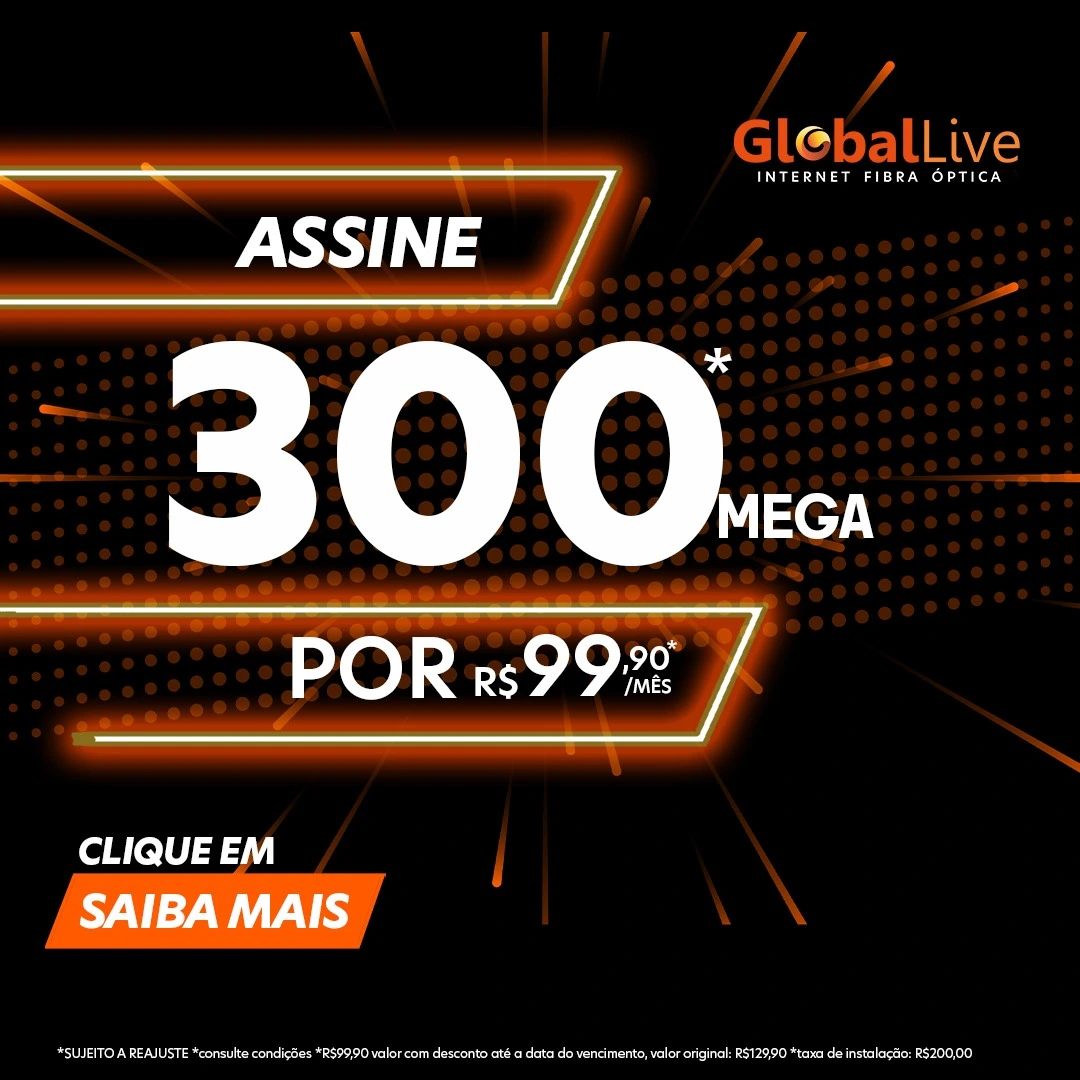 GlobalLive
INTERNET FIBRA ÓPTICA
ASSINE
300*
MEGA
POR R$ 99,90*
/MÊS
CLIQUE EM
SAIBA MAIS
*SUJEITO A REAJUSTE *consulte condições *R$99,90 valor com desconto até a data do vencimento, valor original: R$129,90 *taxa de instalação: R$200,00